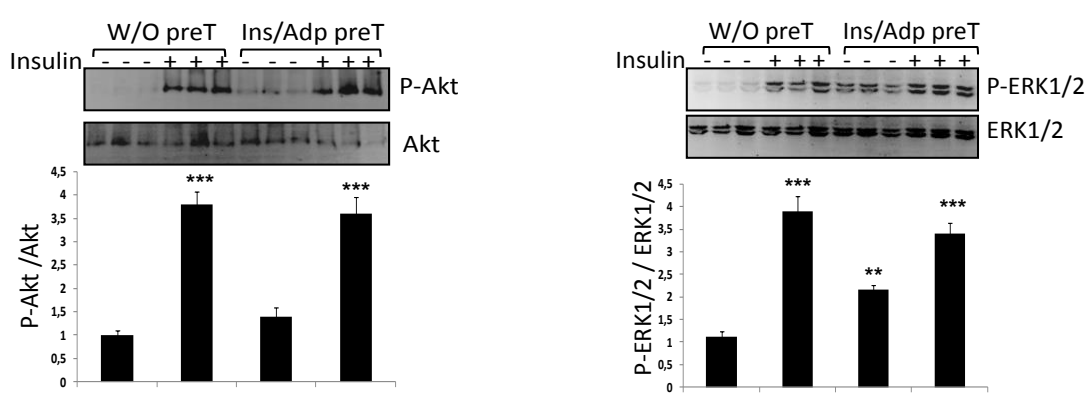 W/O preT Ins/Adp preT
Insulin - - - + + + - - - + + +
P-Akt
Akt
P-Akt /Akt
4,5
4
3,5
3
2,5
2
1,5
1
0,5
0
*** ***
W/O preT Ins/Adp preT
Insulin - - - + + + - - - + + +
P-ERK1/2
ERK1/2
P-ERK1/2 / ERK1/2
4,5
4
3,5
3
2,5
2
1,5
1
0,5
0
*** ** ***